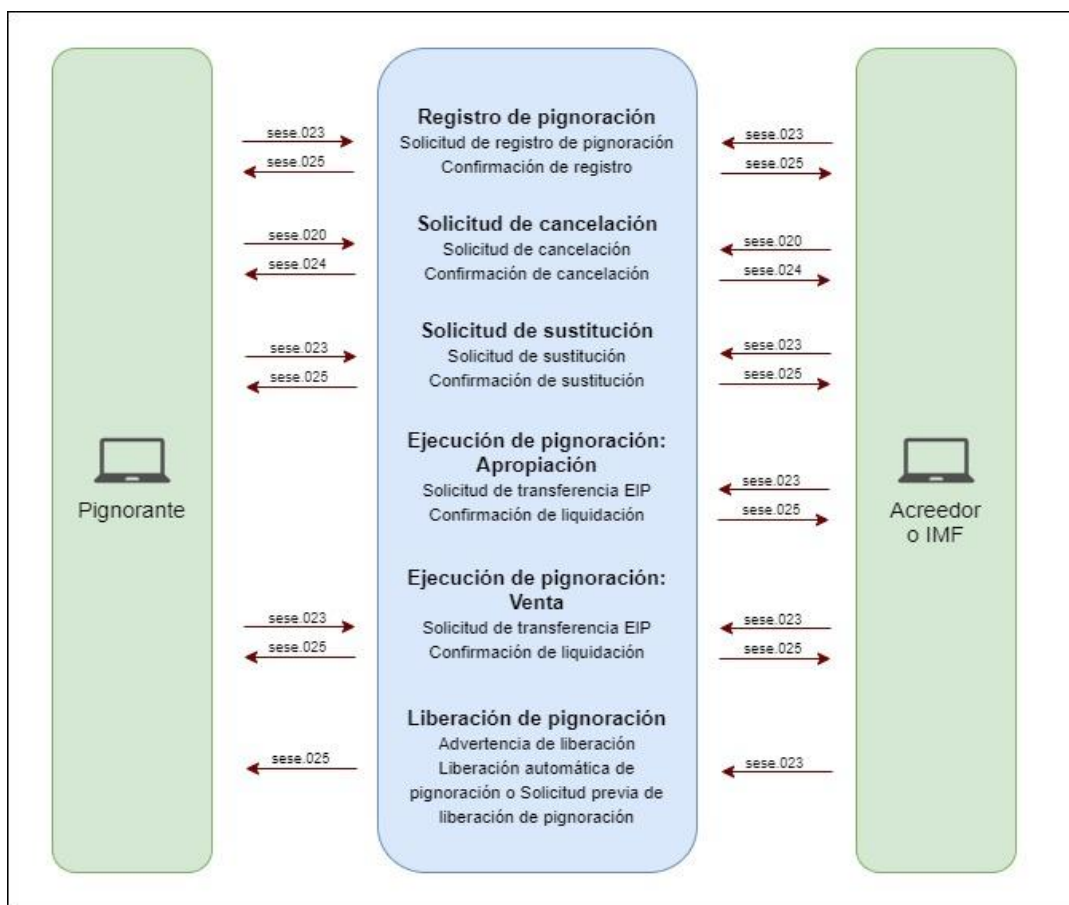 Registro de pignoración
sese.023
sese.023
Solicitud de registro de pignoración
sese.025
sese.025
Confirmación de registro
Solicitud de cancelación
sese.020
sese.020
Solicitud de cancelación
sese.024
sese.024
Confirmación de cancelación
Solicitud de sustitución
sese.023
sese.023
Solicitud de sustitución
sese.025
sese.025
Confirmación de sustitución
Ejecución de pignoración:
Apropiación
sese.023
Solicitud de transferencia EIP
sese.025
Confirmación de liquidación
Pignorante
Acreedor
o IMF
Ejecución de pignoración:
Venta
sese.023
sese.023
Solicitud de transferencia EIP
sese.025
sese.025
Confirmación de liquidación
Liberación de pignoración
Advertencia de liberación
sese.025
sese.023
Liberación automática de
pignoración o Solicitud previa de
liberación de pignoración